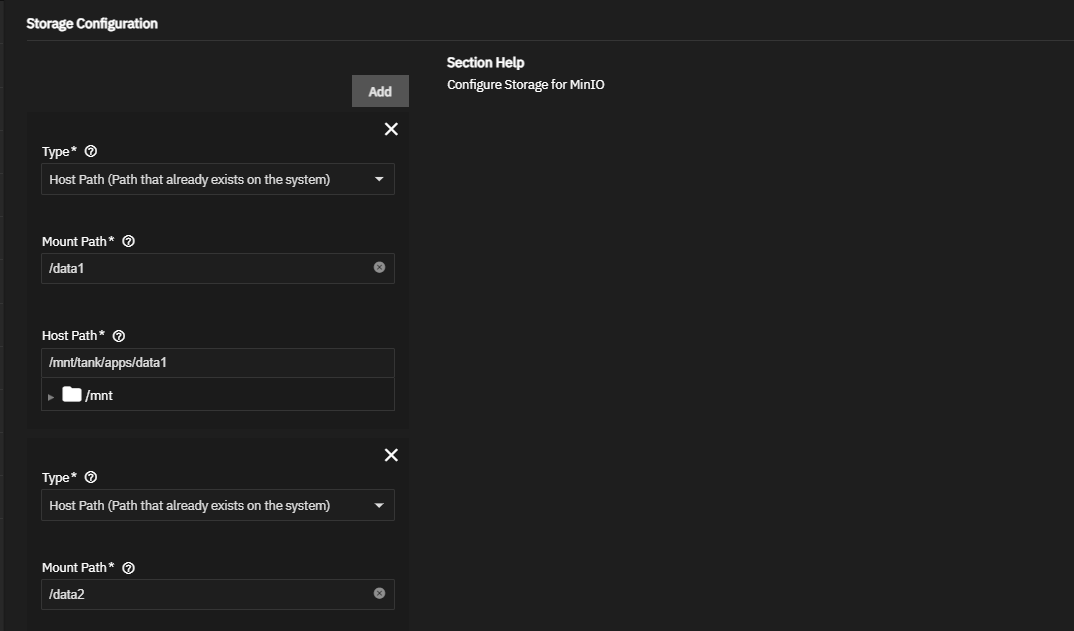 Storage Configuration
Section Help
Configure Storage for MinIO
Add
Type*
Host Path (Path that already exists on the system)
Mount Path*
/data1
Host Path*
/mnt/tank/apps/data1
/mnt
Type*
Host Path (Path that already exists on the system)
Mount Path*
/data2